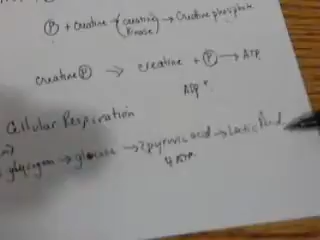 Ⓟ + creatine → (creatine kinase) → Creatine phosphate
creatine Ⓟ → creatine + Ⓟ → ATP
ADP
Cellular Respiration
glycogen → glucose → 2 pyruvic acid → Lactic Acid
4 ATP